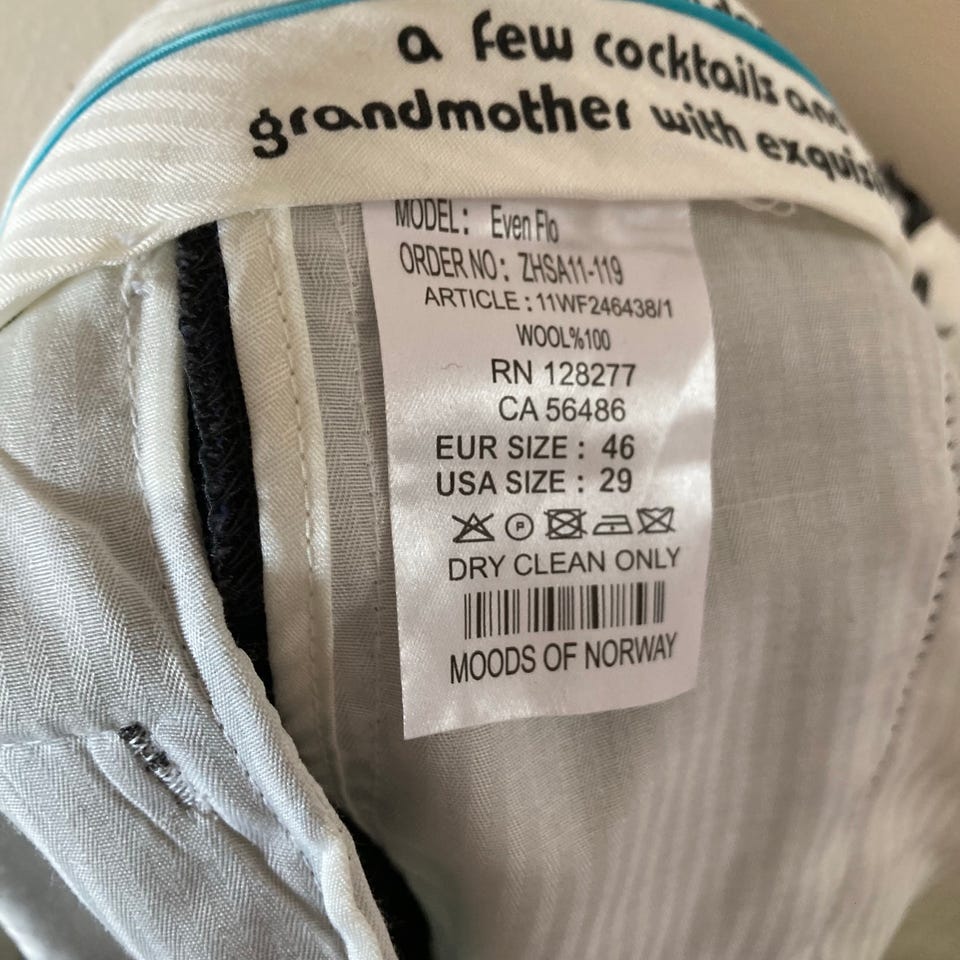 a few cocktails and
grandmother with
MODEL: Even Flo
ORDER NO: ZHSA11-119
ARTICLE : 11WF246438/1
WOOL%100
RN 128277
CA 56486
EUR SIZE : 46
USA SIZE : 29
P
DRY CLEAN ONLY
MOODS OF NORWAY